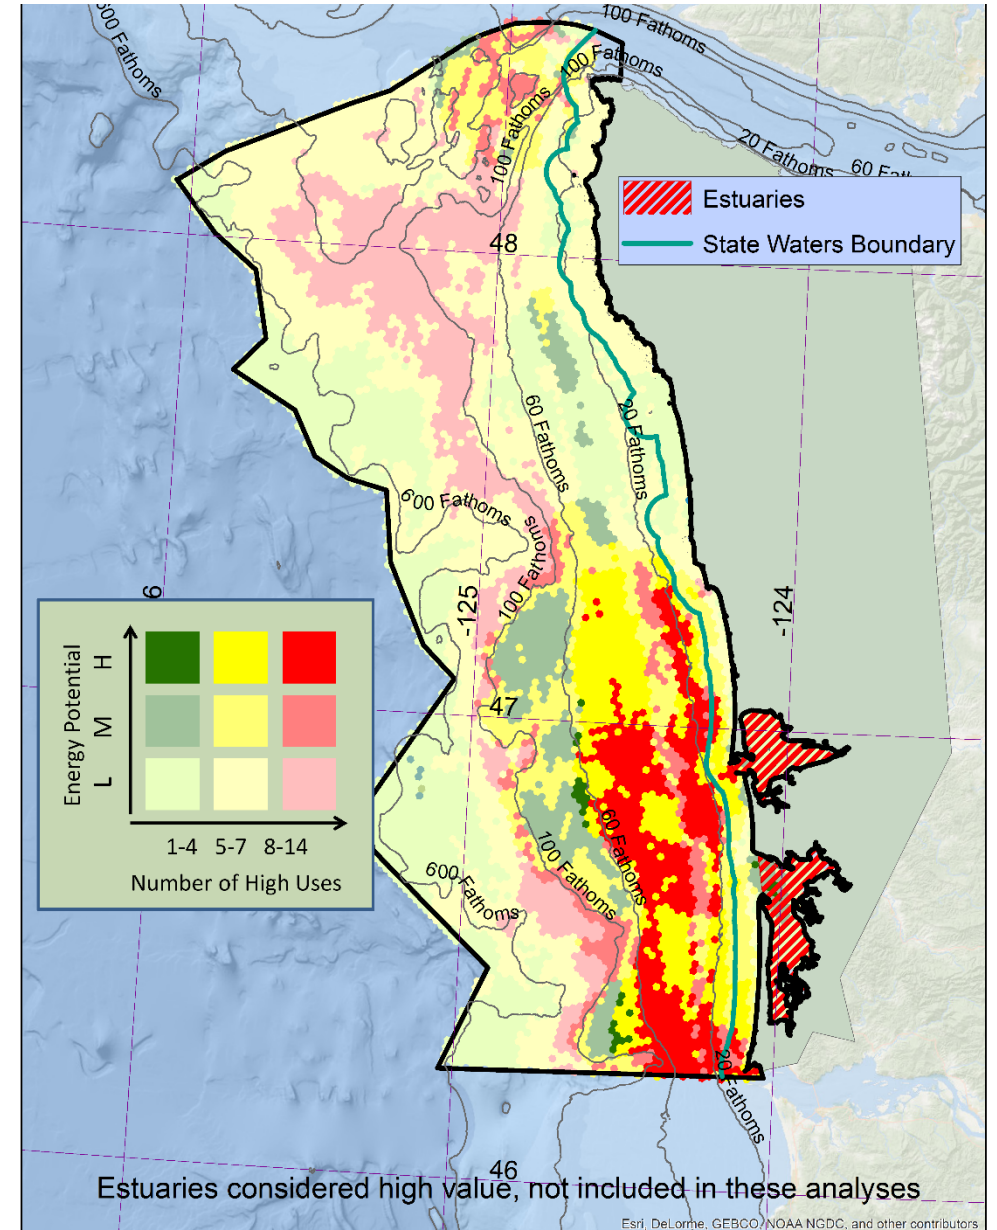 600 Fathoms
100 Fathoms
100 Fathoms
100 Fathoms
20 Fathoms
60 Fath
Estuaries
State Waters Boundary
48
60 Fathoms
20 Fathoms
600 Fathoms
100 Fathoms
6
-125
-124
47
Energy Potential
H
M
L
1-4 5-7 8-14
Number of High Uses
60 Fathoms
100 Fathoms
600 Fathoms
20 Fathoms
46
Estuaries considered high value, not included in these analyses
Esri, DeLorme, GEBCO, NOAA NGDC, and other contributors